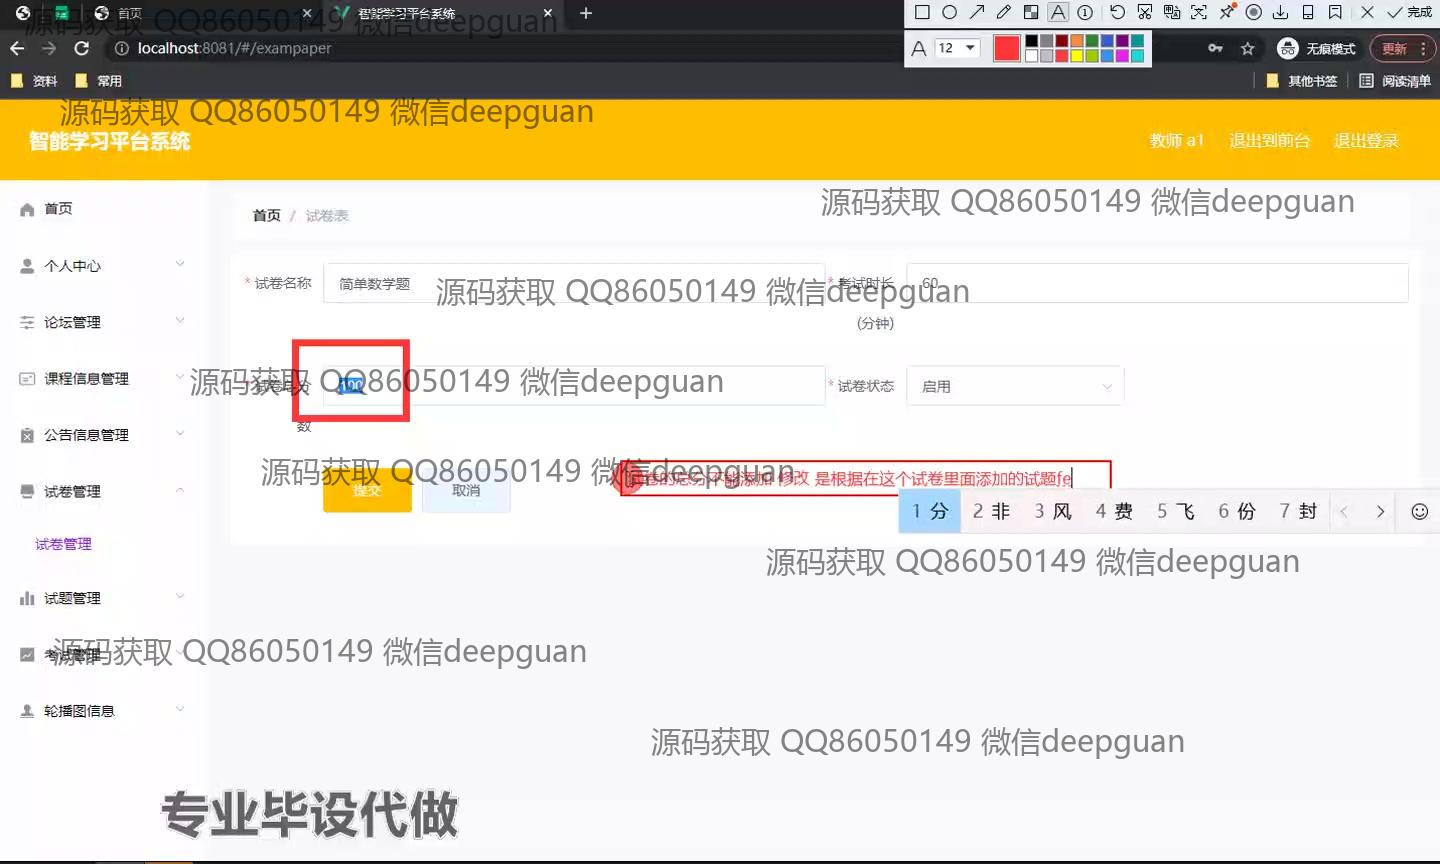 首页
智能学习平台系统
localhost:8081/#/exampaper
12
完成
无痕模式
更新
资料
常用
其他书签
阅读清单
源码获取 QQ86050149 微信deepguan
源码获取 QQ86050149 微信deepguan
智能学习平台系统
教师 a1
退出到前台
退出登录
源码获取 QQ86050149 微信deepguan
首页
首页 / 试卷表
个人中心
* 试卷名称
简单数学题
* 考试时长
60
(分钟)
源码获取 QQ86050149 微信deepguan
论坛管理
课程信息管理
试卷总分
数
100
* 试卷状态
启用
源码获取 QQ86050149 微信deepguan
公告信息管理
源码获取 QQ86050149 微信deepguan
提交
取消
试卷的总分不能添加 修改 是根据在这个试卷里面添加的试题fe
1 分 2 非 3 风 4 费 5 飞 6 份 7 封
试卷管理
试卷管理
源码获取 QQ86050149 微信deepguan
试题管理
考试管理
源码获取 QQ86050149 微信deepguan
轮播图信息
源码获取 QQ86050149 微信deepguan
专业毕设代做